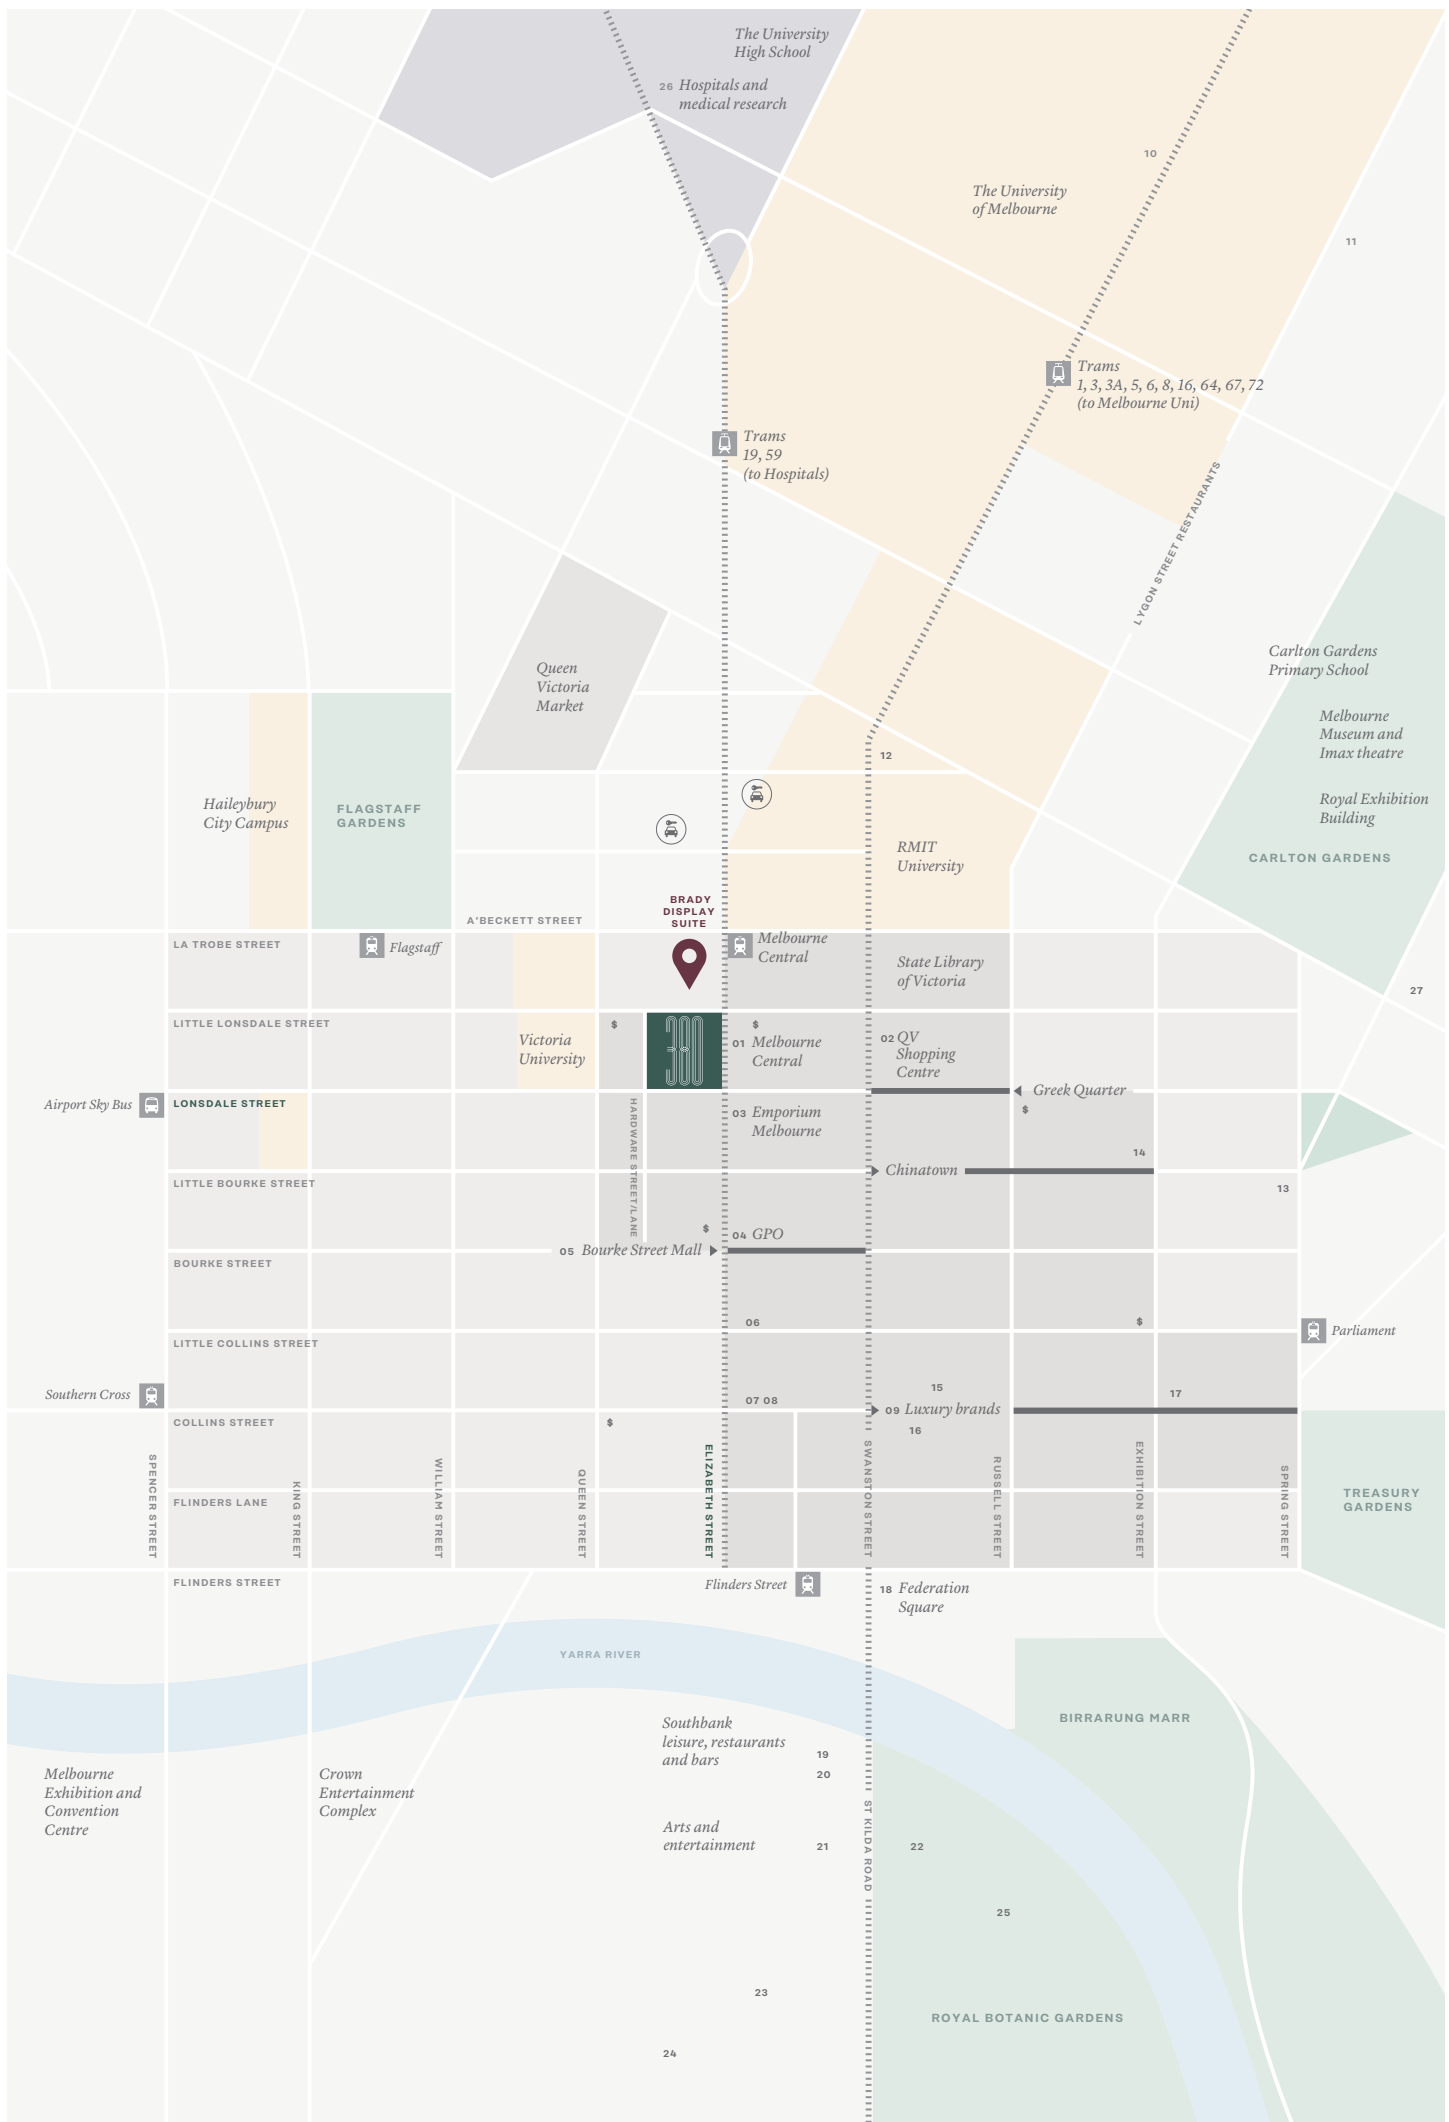 The University
High School
26 Hospitals and
medical research
10
The University
of Melbourne
11
Trams
1, 3, 3A, 5, 6, 8, 16, 64, 67, 72
(to Melbourne Uni)
Trams
19, 59
(to Hospitals)
LYGON STREET RESTAURANTS
Carlton Gardens
Primary School
Queen
Victoria
Market
Melbourne
Museum and
Imax theatre
12
Haileybury
City Campus
FLAGSTAFF
GARDENS
Royal Exhibition
Building
RMIT
University
CARLTON GARDENS
BRADY
DISPLAY
SUITE
A'BECKETT STREET
LA TROBE STREET
Flagstaff
Melbourne
Central
State Library
of Victoria
27
LITTLE LONSDALE STREET
$
$
Victoria
University
380
01 Melbourne
Central
02 QV
Shopping
Centre
Greek Quarter
Airport Sky Bus
LONSDALE STREET
HARDWARE STREET/LANE
03 Emporium
Melbourne
$
14
Chinatown
LITTLE BOURKE STREET
13
$
04 GPO
05 Bourke Street Mall
BOURKE STREET
06
$
Parliament
LITTLE COLLINS STREET
Southern Cross
07 08
15
17
09 Luxury brands
COLLINS STREET
$
16
SPENCER STREET
KING STREET
WILLIAM STREET
QUEEN STREET
ELIZABETH STREET
SWANSTON STREET
RUSSELL STREET
EXHIBITION STREET
SPRING STREET
TREASURY
GARDENS
FLINDERS LANE
FLINDERS STREET
Flinders Street
18 Federation
Square
YARRA RIVER
BIRRARUNG MARR
Southbank
leisure, restaurants
and bars
19
20
Melbourne
Exhibition and
Convention
Centre
Crown
Entertainment
Complex
ST KILDA ROAD
Arts and
entertainment
21
22
25
23
ROYAL BOTANIC GARDENS
24